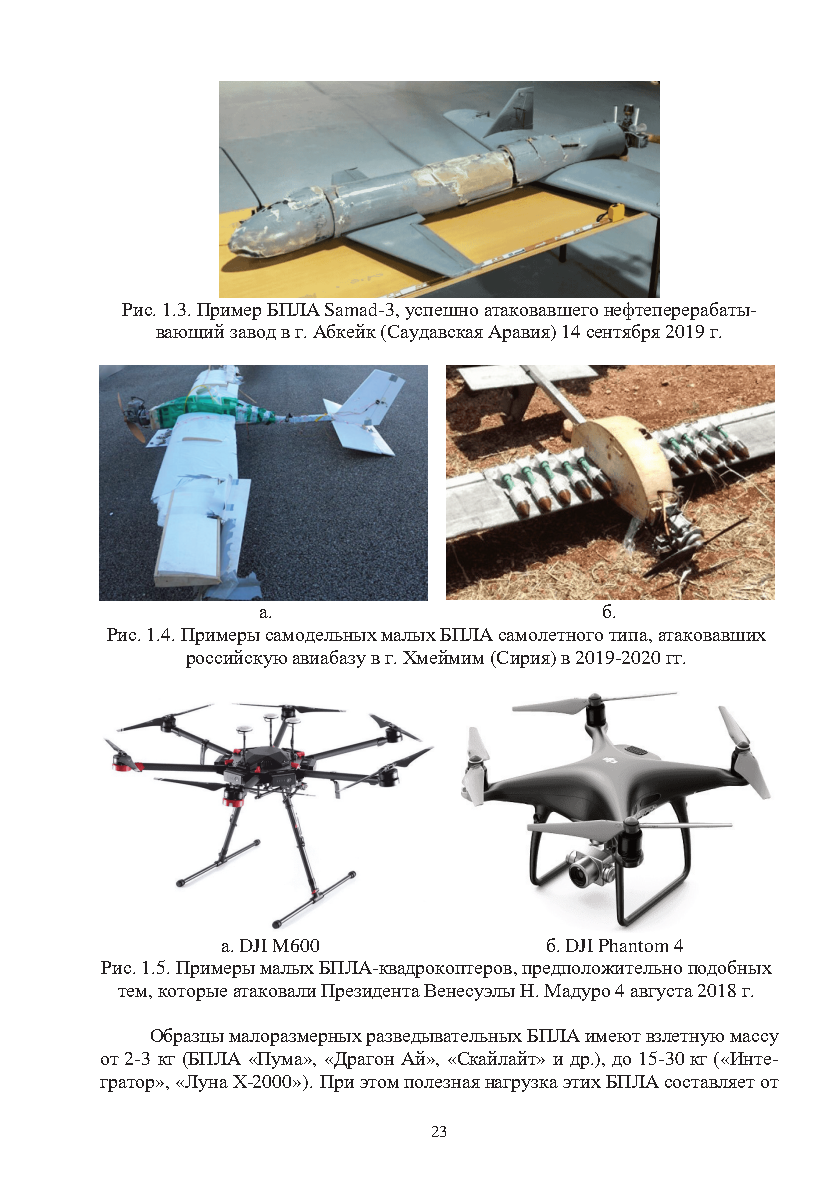 Рис. 1.3. Пример БПЛА Samad-3, успешно атаковавшего нефтеперерабаты-
вающий завод в г. Абкейк (Саудавская Аравия) 14 сентября 2019 г.
а.
б.
Рис. 1.4. Примеры самодельных малых БПЛА самолетного типа, атаковавших
российскую авиабазу в г. Хмеймим (Сирия) в 2019-2020 гг.
а. DJI M600
б. DJI Phantom 4
Рис. 1.5. Примеры малых БПЛА-квадрокоптеров, предположительно подобных
тем, которые атаковали Президента Венесуэлы Н. Мадуро 4 августа 2018 г.
Образцы малоразмерных разведывательных БПЛА имеют взлетную массу
от 2-3 кг (БПЛА «Пума», «Драгон Ай», «Скайлайт» и др.), до 15-30 кг («Инте-
гратор», «Луна X-2000»). При этом полезная нагрузка этих БПЛА составляет от
23